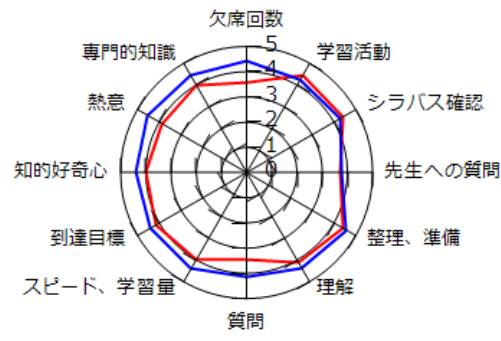 欠席回数
学習活動
シラバス確認
先生への質問
整理、準備
理解
質問
スピード、学習量
到達目標
知的好奇心
熱意
専門的知識
5
4
3
2
1
0